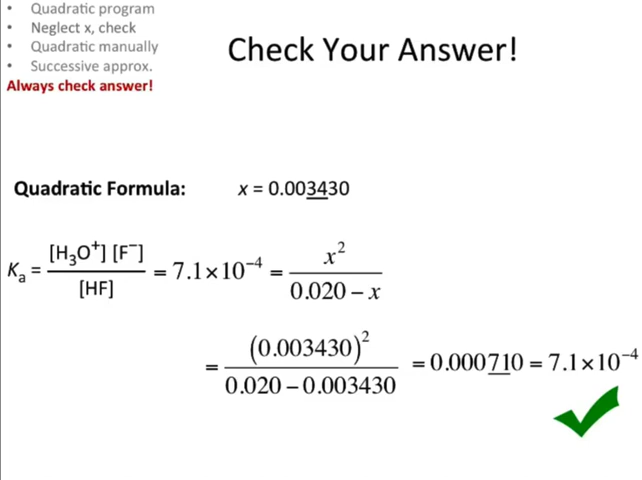 • Quadratic program
• Neglect x, check
• Quadratic manually
• Successive approx.
Always check answer!
Check Your Answer!
Quadratic Formula: x = 0.003430
Kₐ = [H₃O⁺] [F⁻] / [HF] = 7.1 × 10⁻⁴ = x² / 0.020 − x
= (0.003430)² / 0.020 − 0.003430 = 0.000710 = 7.1 × 10⁻⁴